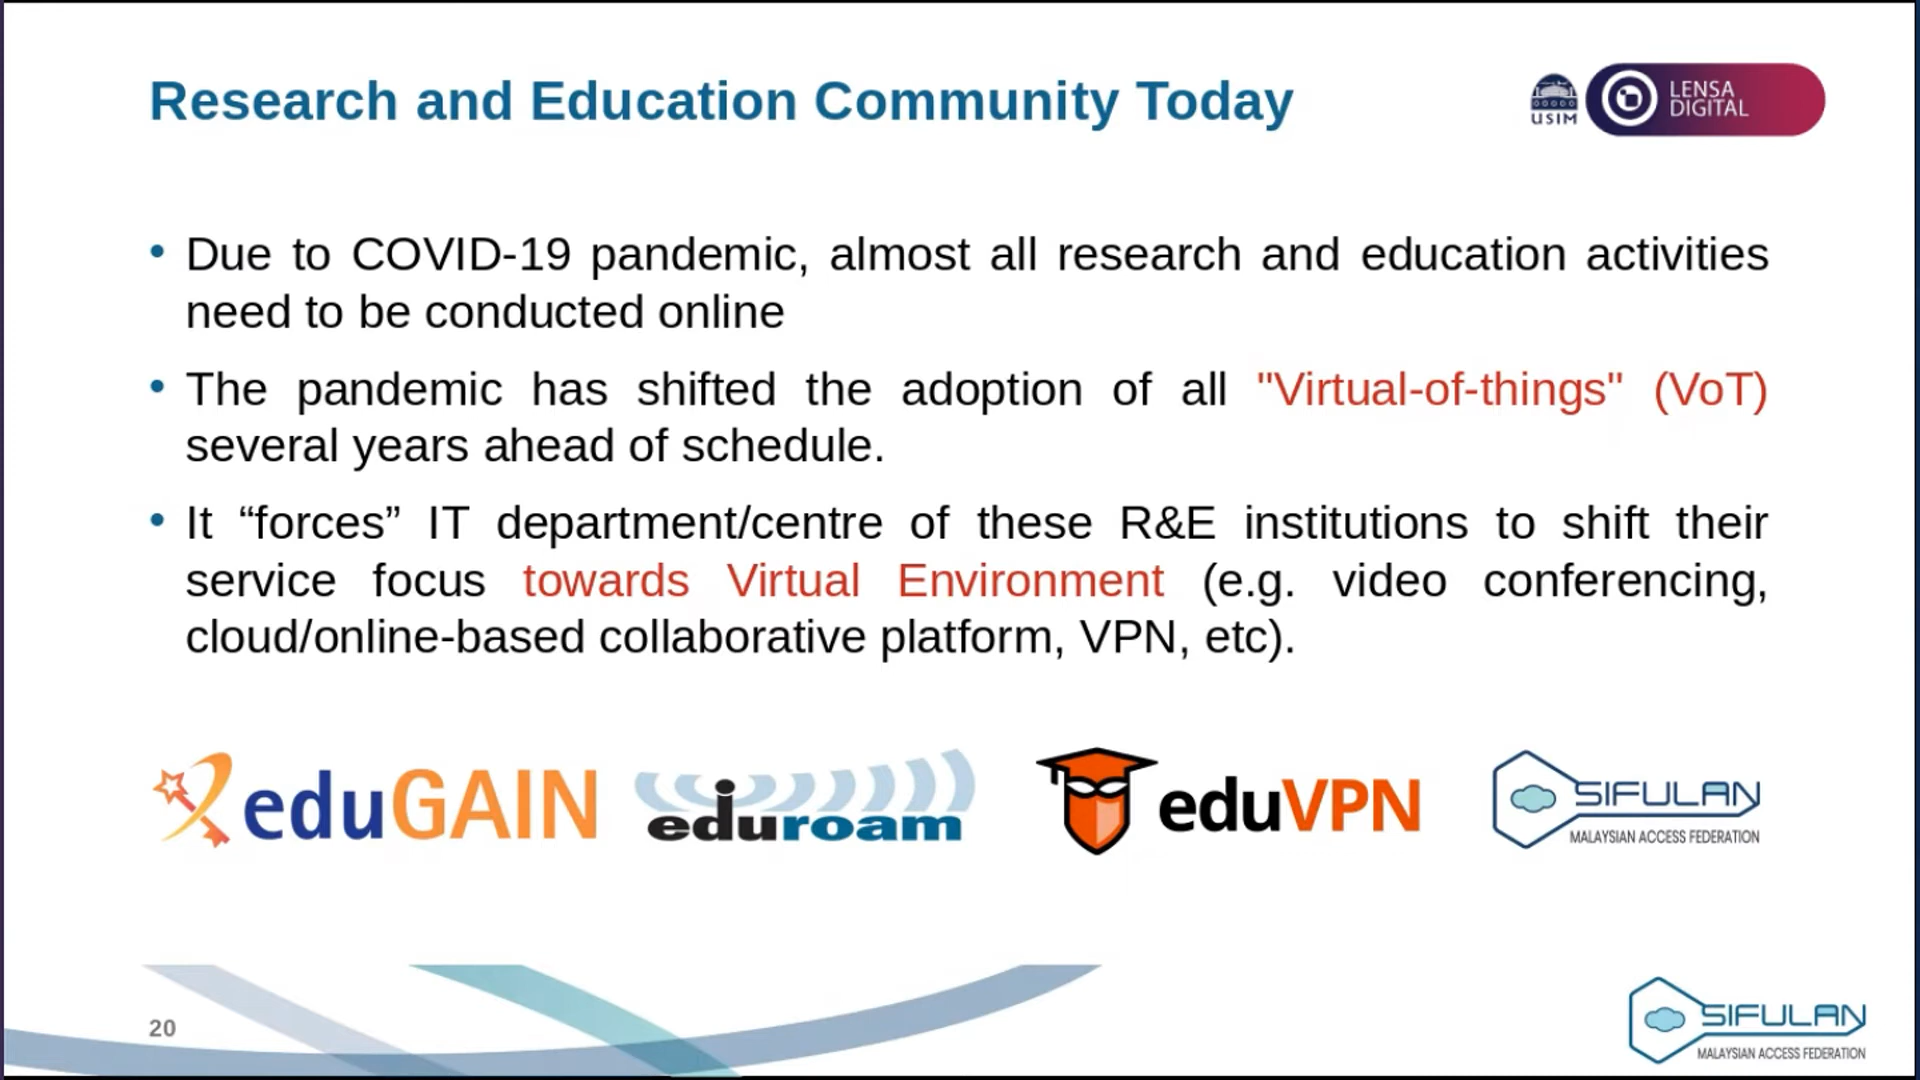 Research and Education Community Today
USIM
LENSA
DIGITAL
• Due to COVID-19 pandemic, almost all research and education activities
need to be conducted online
• The pandemic has shifted the adoption of all "Virtual-of-things" (VoT)
several years ahead of schedule.
• It “forces” IT department/centre of these R&E institutions to shift their
service focus towards Virtual Environment (e.g. video conferencing,
cloud/online-based collaborative platform, VPN, etc).
eduGAIN
eduroam
eduVPN
SIFULAN
MALAYSIAN ACCESS FEDERATION
20
SIFULAN
MALAYSIAN ACCESS FEDERATION